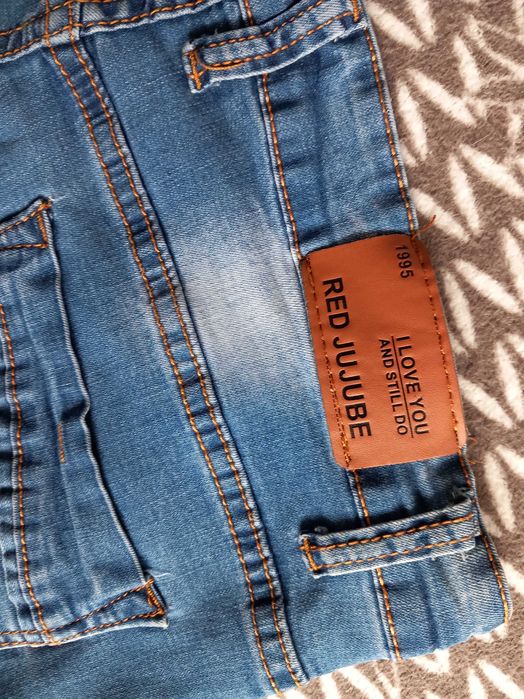 1995
I LOVE YOU
AND STILL DO
RED JUJUBE